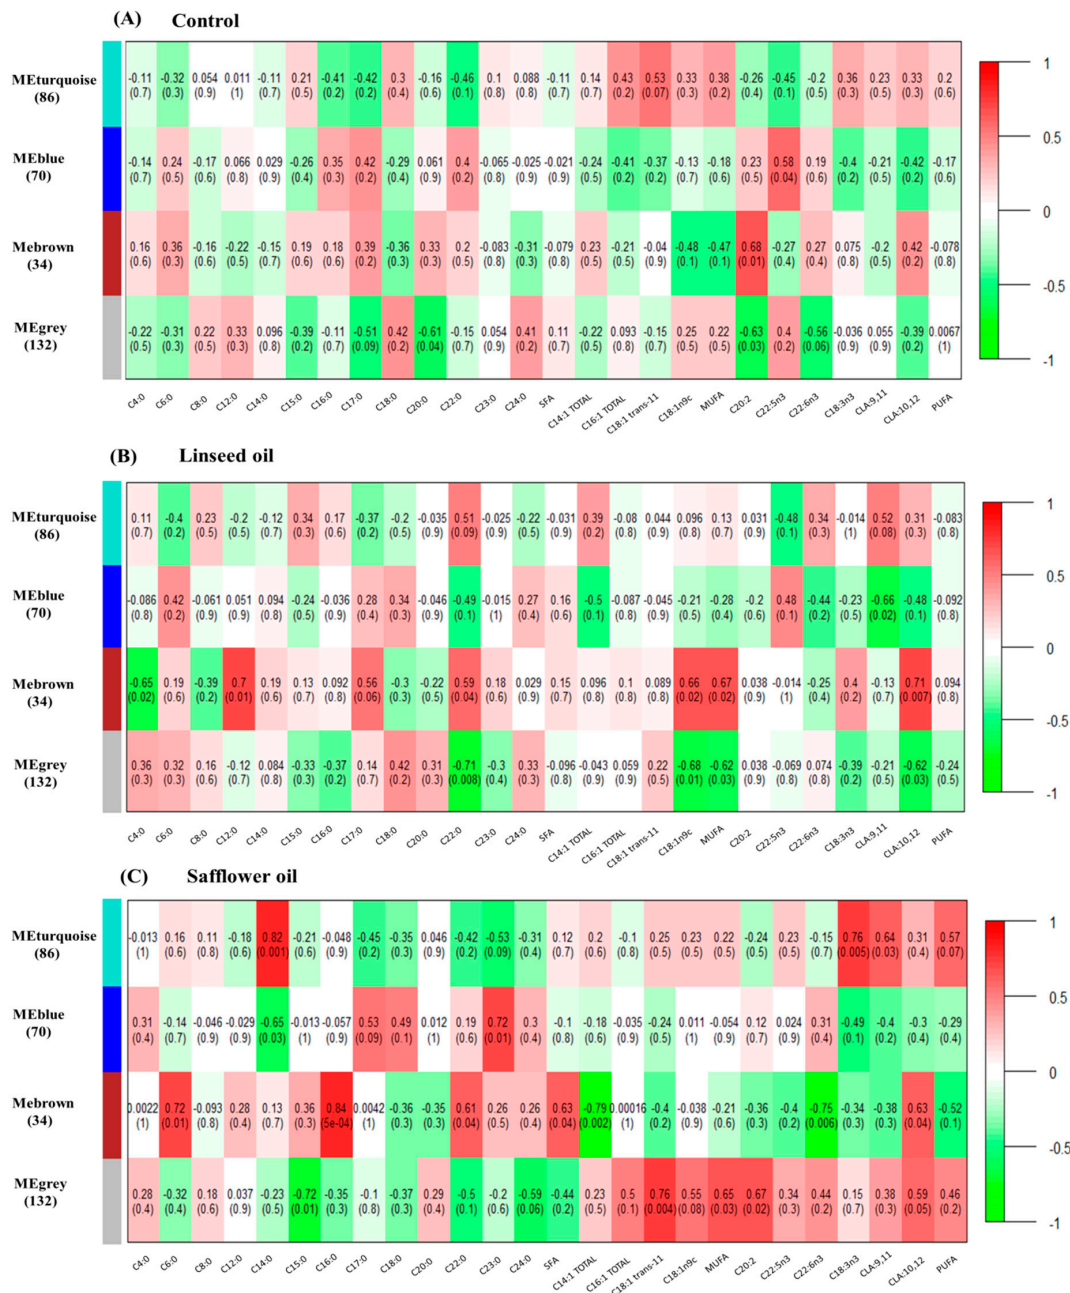 (A) Control
MEturquoise
(86)
-0.11 -0.32 0.054 0.011 -0.11 0.21 -0.41 -0.42 0.3 -0.16 -0.46 0.1 0.088 -0.11 0.14 0.43 0.53 0.33 0.38 -0.26 -0.45 -0.2 0.36 0.23 0.33 0.2
(0.7) (0.3) (0.9) (1) (0.7) (0.5) (0.2) (0.2) (0.4) (0.6) (0.1) (0.8) (0.8) (0.7) (0.7) (0.2) (0.07) (0.3) (0.2) (0.4) (0.1) (0.5) (0.3) (0.5) (0.3) (0.6)
MEblue
(70)
-0.14 0.24 -0.17 0.066 0.029 -0.26 0.35 0.42 -0.29 0.061 0.4 -0.065 -0.025 -0.021 -0.24 -0.41 -0.37 -0.13 -0.18 0.23 0.58 0.19 -0.4 -0.21 -0.42 -0.17
(0.7) (0.5) (0.6) (0.8) (0.9) (0.4) (0.3) (0.2) (0.4) (0.9) (0.2) (0.8) (0.9) (0.9) (0.5) (0.2) (0.2) (0.7) (0.6) (0.5) (0.04) (0.6) (0.2) (0.5) (0.2) (0.6)
Mebrown
(34)
0.16 0.36 -0.16 -0.22 -0.15 0.19 0.18 0.39 -0.36 0.33 0.2 -0.083 -0.31 -0.079 0.23 -0.21 -0.04 -0.48 -0.47 0.68 -0.27 0.27 0.075 -0.2 0.42 -0.078
(0.6) (0.3) (0.6) (0.5) (0.7) (0.6) (0.6) (0.2) (0.3) (0.3) (0.5) (0.8) (0.3) (0.8) (0.5) (0.5) (0.9) (0.1) (0.1) (0.01) (0.4) (0.4) (0.8) (0.5) (0.2) (0.8)
MEgrey
(132)
-0.22 -0.31 0.22 0.33 0.096 -0.39 -0.11 -0.51 0.42 -0.61 -0.15 0.054 0.41 0.11 -0.22 0.093 -0.15 0.25 0.22 -0.63 0.4 -0.56 -0.036 0.055 -0.39 0.0067
(0.5) (0.3) (0.5) (0.3) (0.8) (0.2) (0.7) (0.09) (0.2) (0.04) (0.7) (0.9) (0.2) (0.7) (0.5) (0.8) (0.7) (0.5) (0.5) (0.03) (0.2) (0.06) (0.9) (0.9) (0.2) (1)
C4:0 C6:0 C8:0 C12:0 C14:0 C15:0 C16:0 C17:0 C18:0 C20:0 C22:0 C23:0 C24:0 SFA C14:1 TOTAL C16:1 TOTAL C18:1 trans-11 C18:1n9c MUFA C20:2 C22:5n3 C22:6n3 C18:3n3 CLA:9,11 CLA:10,12 PUFA
1
0.5
0
-0.5
-1
(B) Linseed oil
MEturquoise
(86)
0.11 -0.4 0.23 -0.2 -0.12 0.34 0.17 -0.37 -0.2 -0.035 0.51 -0.025 -0.22 -0.031 0.39 -0.08 0.044 0.096 0.13 0.031 -0.48 0.34 -0.014 0.52 0.31 -0.083
(0.7) (0.2) (0.5) (0.5) (0.7) (0.3) (0.6) (0.2) (0.5) (0.9) (0.09) (0.9) (0.5) (0.9) (0.2) (0.8) (0.9) (0.8) (0.7) (0.9) (0.1) (0.3) (1) (0.08) (0.3) (0.8)
MEblue
(70)
-0.086 0.42 -0.061 0.051 0.094 -0.24 -0.036 0.28 0.34 -0.046 -0.49 -0.015 0.27 0.16 -0.5 -0.087 -0.045 -0.21 -0.28 -0.2 0.48 -0.44 -0.23 -0.66 -0.48 -0.092
(0.8) (0.2) (0.9) (0.9) (0.8) (0.5) (0.9) (0.4) (0.3) (0.9) (0.1) (1) (0.4) (0.6) (0.1) (0.8) (0.9) (0.5) (0.4) (0.6) (0.1) (0.2) (0.5) (0.02) (0.1) (0.8)
Mebrown
(34)
-0.65 0.19 -0.39 0.7 0.19 0.13 0.092 0.56 -0.3 -0.22 0.59 0.18 0.029 0.15 0.096 0.1 0.089 0.66 0.67 0.038 -0.014 -0.25 0.4 -0.13 0.71 0.094
(0.02) (0.6) (0.2) (0.01) (0.6) (0.7) (0.8) (0.06) (0.3) (0.5) (0.04) (0.6) (0.9) (0.7) (0.8) (0.8) (0.8) (0.02) (0.02) (0.9) (1) (0.4) (0.2) (0.7) (0.007) (0.8)
MEgrey
(132)
0.36 0.32 0.16 -0.12 0.084 -0.33 -0.37 0.14 0.42 0.31 -0.71 -0.3 0.33 -0.096 -0.043 0.059 0.22 -0.68 -0.62 0.038 -0.069 0.074 -0.39 -0.21 -0.62 -0.24
(0.3) (0.3) (0.6) (0.7) (0.8) (0.3) (0.2) (0.7) (0.2) (0.3) (0.008) (0.4) (0.3) (0.8) (0.9) (0.9) (0.5) (0.01) (0.03) (0.9) (0.8) (0.8) (0.2) (0.5) (0.03) (0.5)
C4:0 C6:0 C8:0 C12:0 C14:0 C15:0 C16:0 C17:0 C18:0 C20:0 C22:0 C23:0 C24:0 SFA C14:1 TOTAL C16:1 TOTAL C18:1 trans-11 C18:1n9c MUFA C20:2 C22:5n3 C22:6n3 C18:3n3 CLA:9,11 CLA:10,12 PUFA
1
0.5
0
-0.5
-1
(C) Safflower oil
MEturquoise
(86)
-0.013 0.16 0.11 -0.18 0.82 -0.21 -0.048 -0.45 -0.35 0.046 -0.42 -0.53 -0.31 0.12 0.2 -0.1 0.25 0.23 0.22 -0.24 0.23 -0.15 0.76 0.64 0.31 0.57
(1) (0.6) (0.8) (0.6) (0.001) (0.6) (0.9) (0.2) (0.3) (0.9) (0.2) (0.09) (0.4) (0.7) (0.6) (0.8) (0.5) (0.5) (0.5) (0.5) (0.5) (0.7) (0.005) (0.03) (0.4) (0.07)
MEblue
(70)
0.31 -0.14 -0.046 -0.029 -0.65 -0.013 -0.057 0.53 0.49 0.012 0.19 0.72 0.3 -0.1 -0.18 -0.035 -0.24 0.011 -0.054 0.12 0.024 0.31 -0.49 -0.4 -0.3 -0.29
(0.4) (0.7) (0.9) (0.9) (0.03) (1) (0.9) (0.09) (0.1) (1) (0.6) (0.01) (0.4) (0.8) (0.6) (0.9) (0.5) (1) (0.9) (0.7) (0.9) (0.4) (0.1) (0.2) (0.4) (0.4)
Mebrown
(34)
0.0022 0.72 -0.093 0.28 0.13 0.36 0.84 0.0042 -0.36 -0.35 0.61 0.26 0.26 0.63 -0.79 0.00016 -0.4 -0.038 -0.21 -0.36 -0.4 -0.75 -0.34 -0.38 0.63 -0.52
(1) (0.01) (0.8) (0.4) (0.7) (0.3) (5e-04) (1) (0.3) (0.3) (0.04) (0.5) (0.4) (0.04) (0.002) (1) (0.2) (0.9) (0.6) (0.3) (0.2) (0.006) (0.3) (0.3) (0.04) (0.1)
MEgrey
(132)
0.28 -0.32 0.18 0.037 -0.23 -0.72 -0.35 -0.1 -0.37 0.29 -0.5 -0.2 -0.59 -0.44 0.23 0.5 0.76 0.55 0.65 0.67 0.34 0.44 0.15 0.38 0.59 0.46
(0.4) (0.4) (0.6) (0.9) (0.5) (0.01) (0.3) (0.8) (0.3) (0.4) (0.1) (0.6) (0.06) (0.2) (0.5) (0.1) (0.004) (0.08) (0.03) (0.02) (0.3) (0.2) (0.7) (0.3) (0.05) (0.2)
C4:0 C6:0 C8:0 C12:0 C14:0 C15:0 C16:0 C17:0 C18:0 C20:0 C22:0 C23:0 C24:0 SFA C14:1 TOTAL C16:1 TOTAL C18:1 trans-11 C18:1n9c MUFA C20:2 C22:5n3 C22:6n3 C18:3n3 CLA:9,11 CLA:10,12 PUFA
1
0.5
0
-0.5
-1